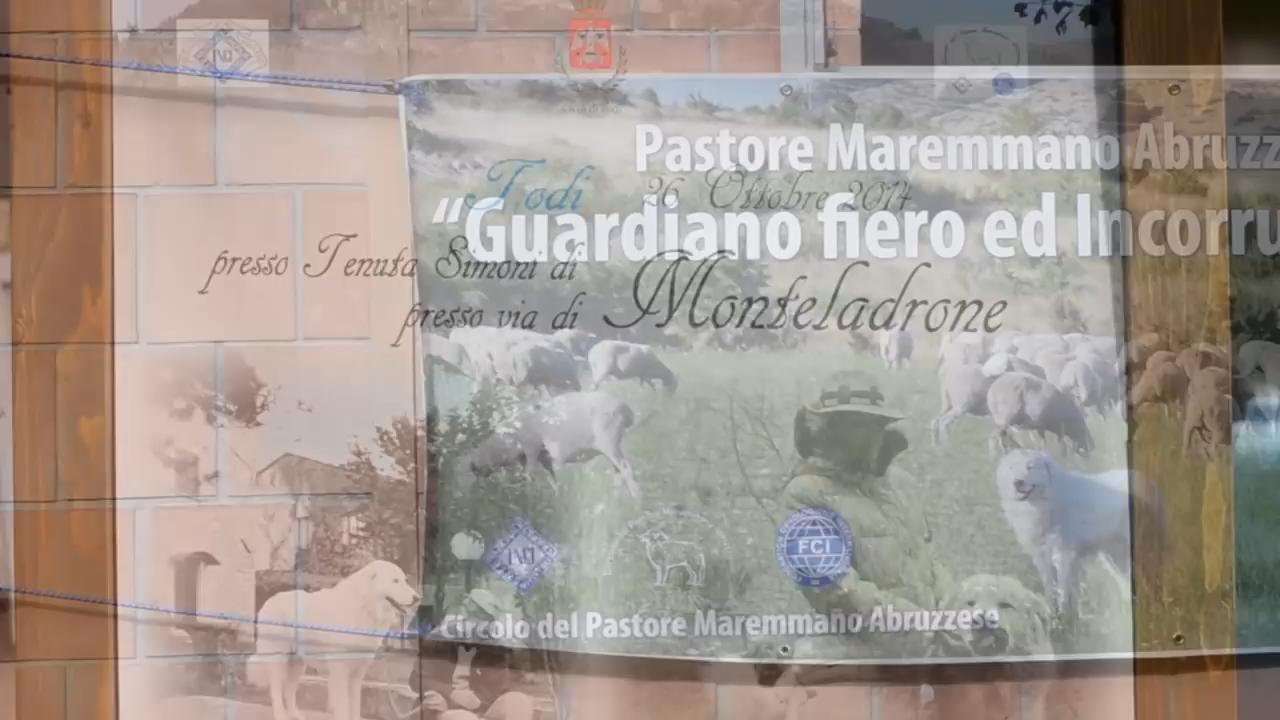 Pastore Maremmano Abruzz
Todi 26 Ottobre 2014
“Guardiano fiero ed Incorru
presso Tenuta Simoni di
presso via di Monteladrone
FCI
Circolo del Pastore Maremmano Abruzzese